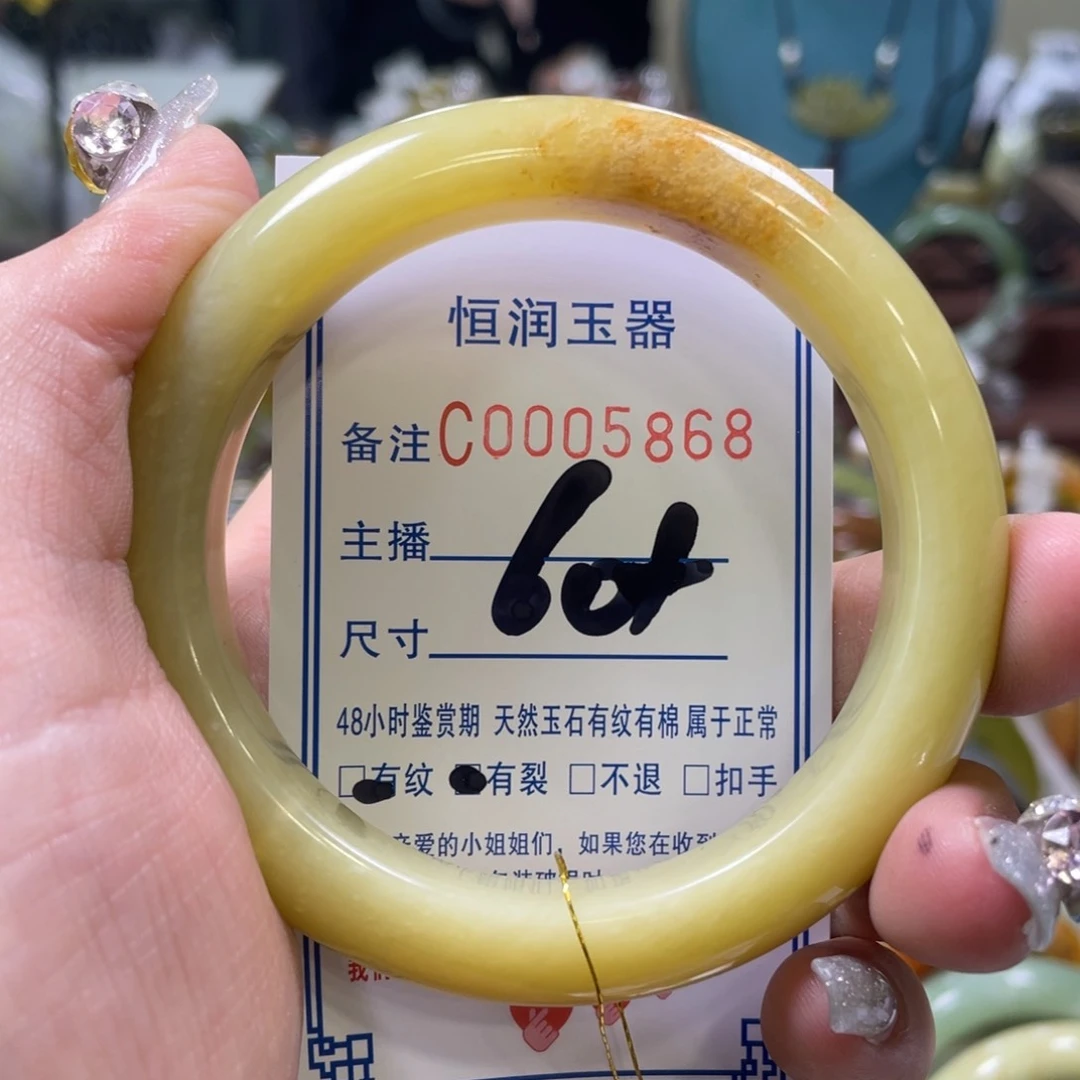 恒润玉器
备注C0005868
主播
60
尺寸
48小时鉴赏期 天然玉石有纹有棉属于正常
□有纹 有裂 □不退 □扣手
亲爱的小姐姐们，如果您在收到
我们